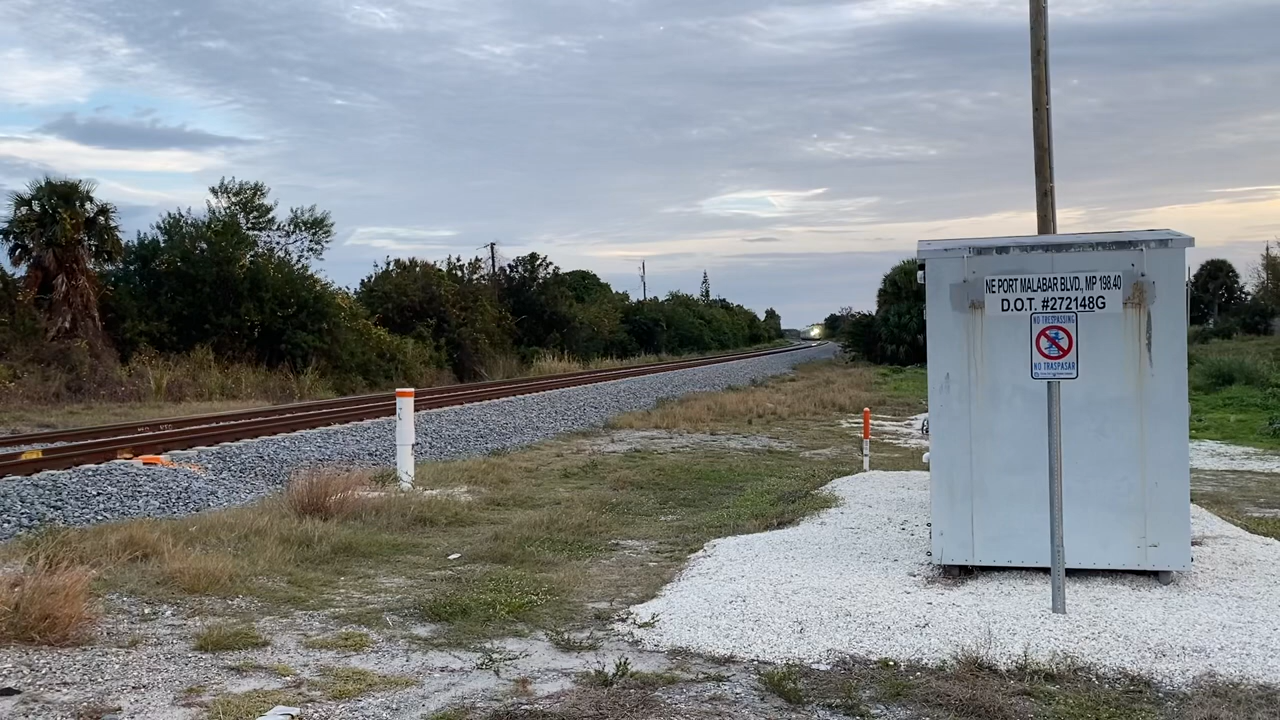 NE PORT MALABAR BLVD., MP 198.40
D.O.T. #272148G
NO TRESPASSING
NO TRASPASAR